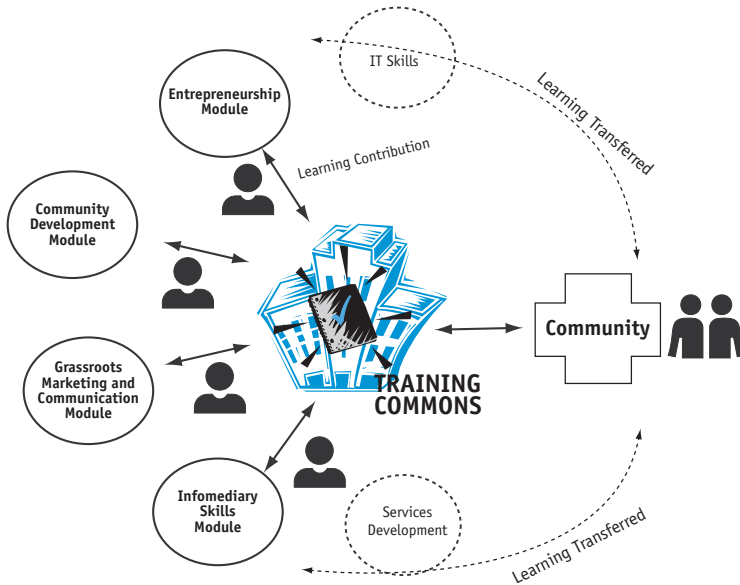 IT Skills
Learning Transferred
Entrepreneurship
Module
Learning Contribution
Community
Development
Module
Community
Grassroots
Marketing and
Communication
Module
TRAINING
COMMONS
Infomediary
Skills
Module
Services
Development
Learning Transferred